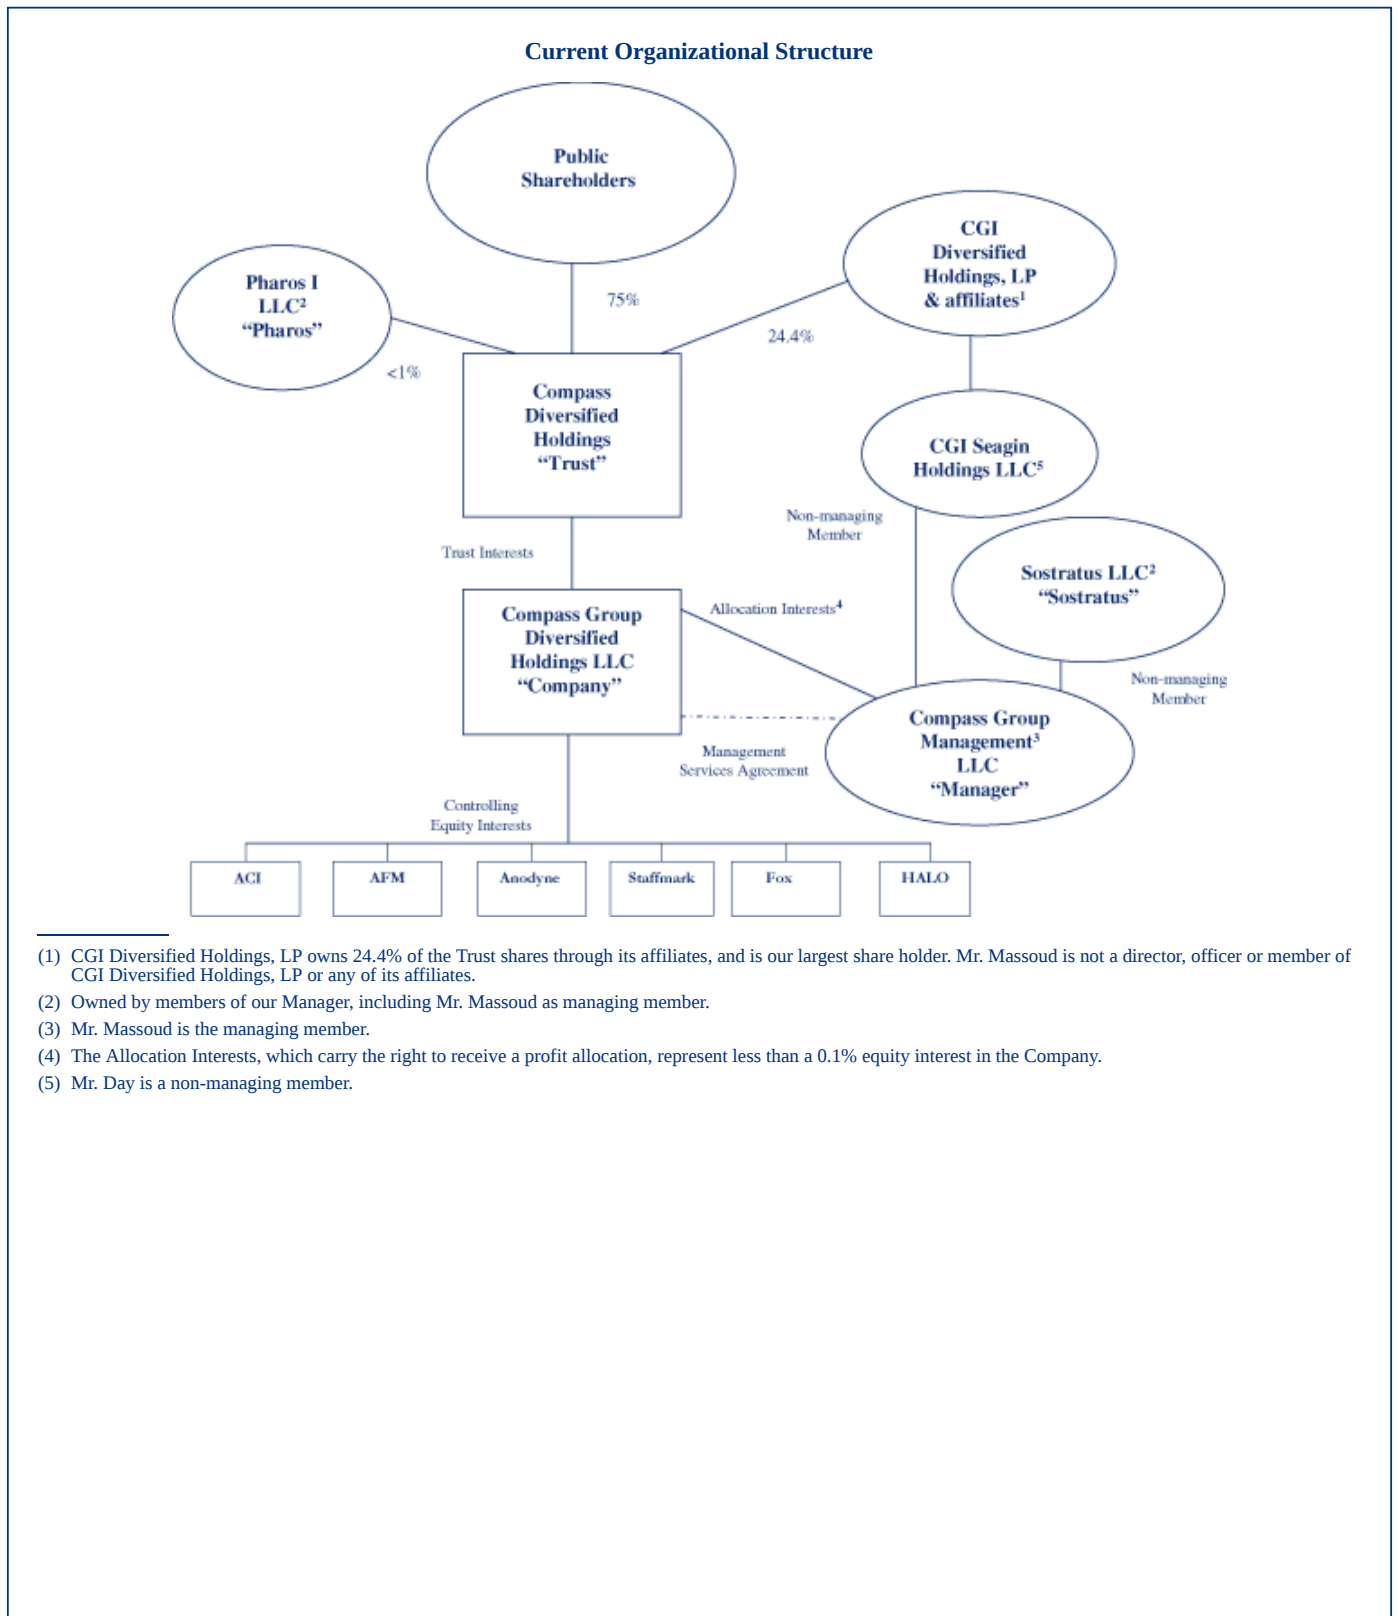 Current Organizational Structure
Public
Shareholders
CGI
Diversified
Holdings, LP
& affiliates¹
Pharos I
LLC²
“Pharos”
75%
24.4%
<1%
Compass
Diversified
Holdings
“Trust”
CGI Seagin
Holdings LLC⁵
Non-managing
Member
Trust Interests
Sostratus LLC²
“Sostratus”
Allocation Interests⁴
Compass Group
Diversified
Holdings LLC
“Company”
Non-managing
Member
Compass Group
Management³
LLC
“Manager”
Management
Services Agreement
Controlling
Equity Interests
ACI
AFM
Anodyne
Staffmark
Fox
HALO
(1) CGI Diversified Holdings, LP owns 24.4% of the Trust shares through its affiliates, and is our largest share holder. Mr. Massoud is not a director, officer or member of
CGI Diversified Holdings, LP or any of its affiliates.
(2) Owned by members of our Manager, including Mr. Massoud as managing member.
(3) Mr. Massoud is the managing member.
(4) The Allocation Interests, which carry the right to receive a profit allocation, represent less than a 0.1% equity interest in the Company.
(5) Mr. Day is a non-managing member.